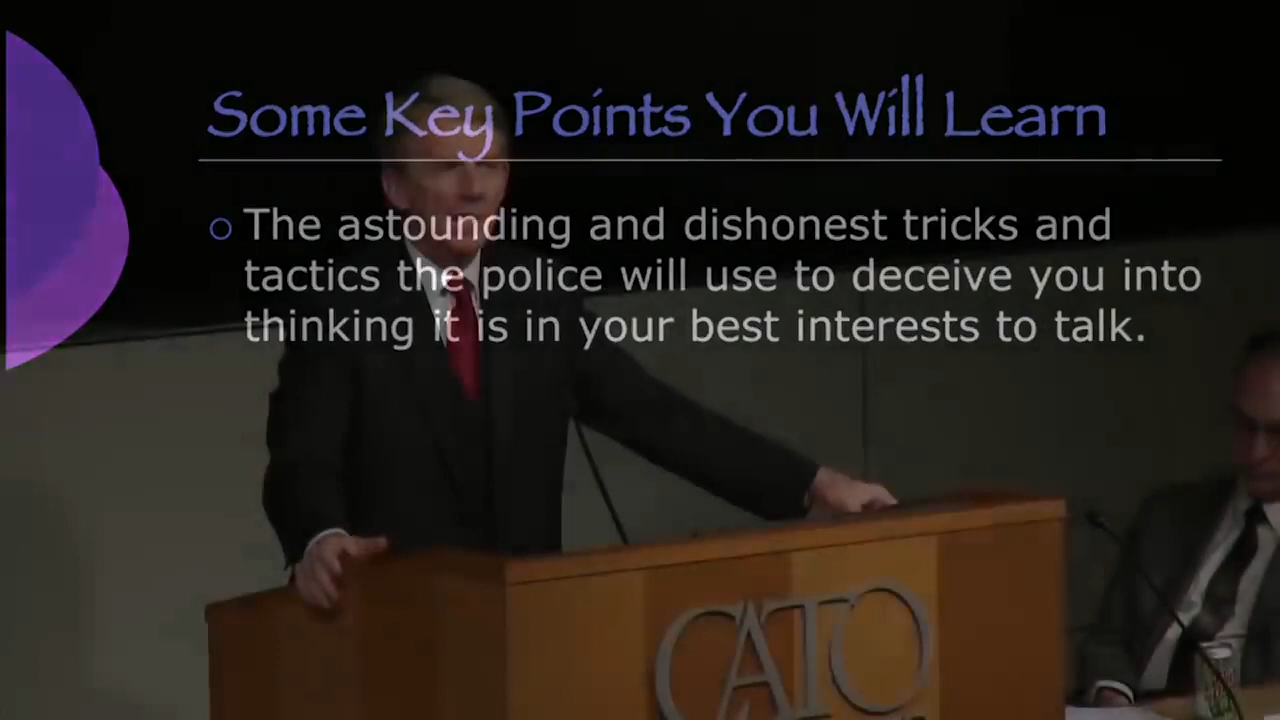 Some Key Points You Will Learn
The astounding and dishonest tricks and
tactics the police will use to deceive you into
thinking it is in your best interests to talk.
CATO